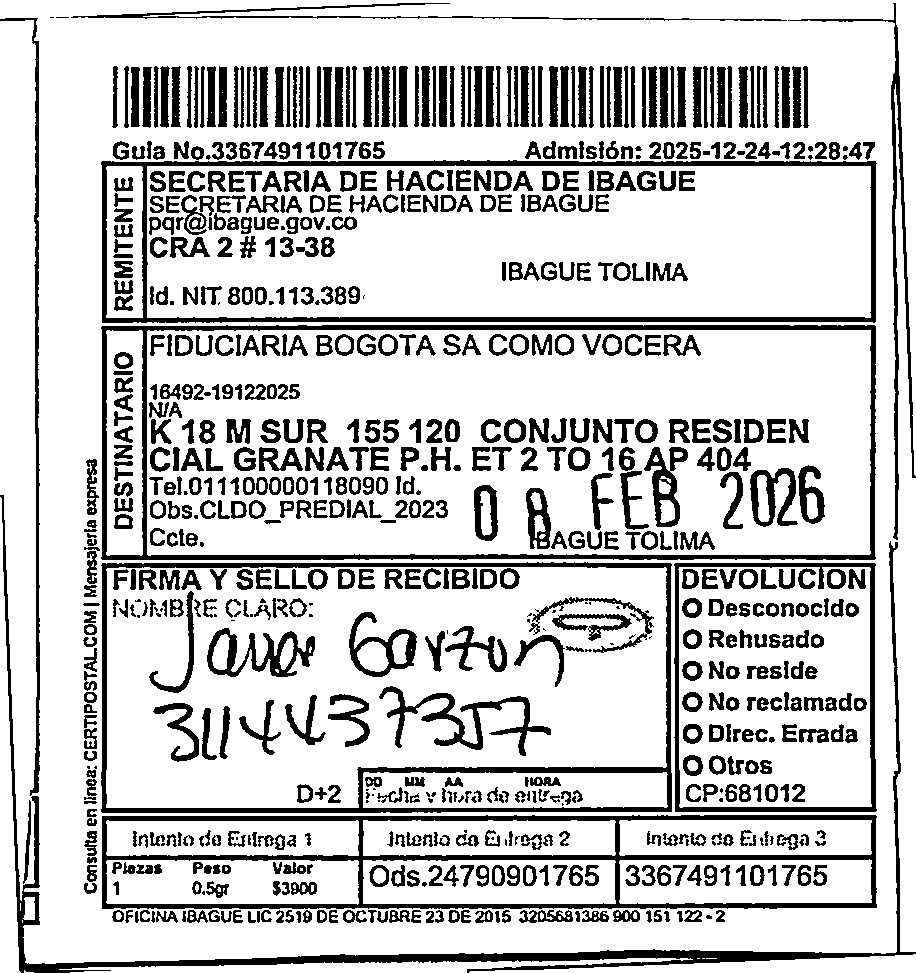 Guia No.3367491101765 Admisión: 2025-12-24-12:28:47
REMITENTE
SECRETARIA DE HACIENDA DE IBAGUE
SECRETARIA DE HACIENDA DE IBAGUE
pqr@ibague.gov.co
CRA 2 # 13-38
IBAGUE TOLIMA
Id. NIT 800.113.389
DESTINATARIO
FIDUCIARIA BOGOTA SA COMO VOCERA
16492-19122025
N/A
K 18 M SUR 155 120 CONJUNTO RESIDEN
CIAL GRANATE P.H. ET 2 TO 16 AP 404
Tel.011100000118090 Id.
Obs.CLDO_PREDIAL_2023
08 FEB 2026
Ccte.
IBAGUE TOLIMA
Consulta en linea: CERTIPOSTAL.COM | Mensajería expresa
FIRMA Y SELLO DE RECIBIDO
NOMBRE CLARO:
Javier Garzon
3114437357
D+2
DD MM AA HORA
Fecha y hora de entrega
DEVOLUCION
Desconocido
Rehusado
No reside
No reclamado
Direc. Errada
Otros
CP:681012
Intento de Entrega 1 Intento de Entrega 2 Intento de Entrega 3
Piezas Peso Valor
1 0.5gr $3900
Ods.24790901765 3367491101765
OFICINA IBAGUE LIC 2519 DE OCTUBRE 23 DE 2015 3205681386 900 151 122 - 2